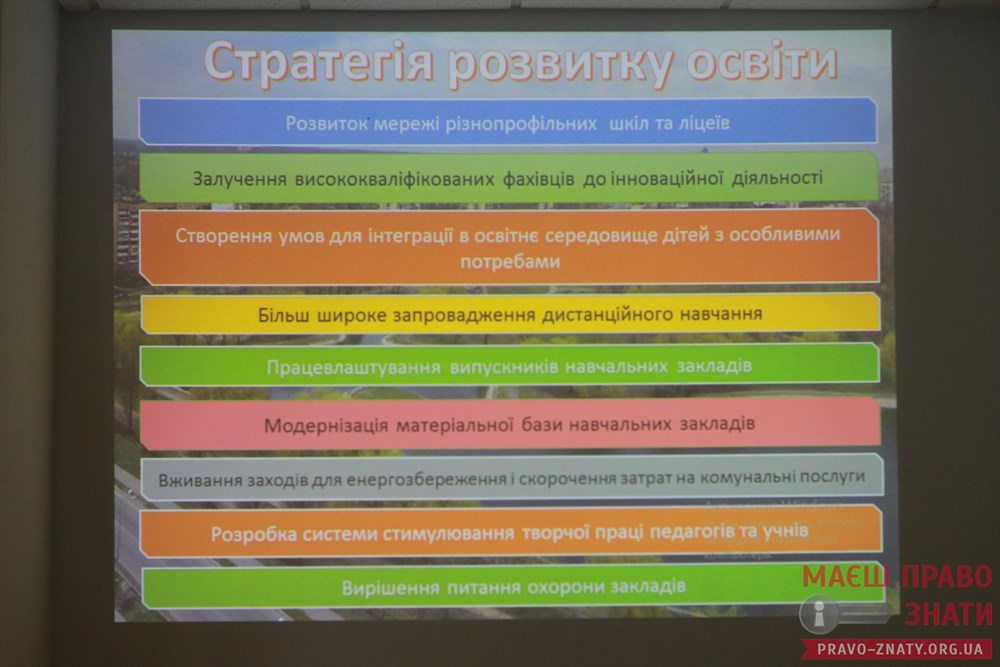 Стратегія розвитку освіти
Розвиток мережі різнопрофільних шкіл та ліцеїв
Залучення висококваліфікованих фахівців до інноваційної діяльності
Створення умов для інтеграції в освітнє середовище дітей з особливими
потребами
Більш широке запровадження дистанційного навчання
Працевлаштування випускників навчальних закладів
Модернізація матеріальної бази навчальних закладів
Вживання заходів для енергозбереження і скорочення затрат на комунальні послуги
Розробка системи стимулювання творчої праці педагогів та учнів
Вирішення питання охорони закладів
МАЄШ ПРАВО
ЗНАТИ
PRAVO-ZNATY.ORG.UA